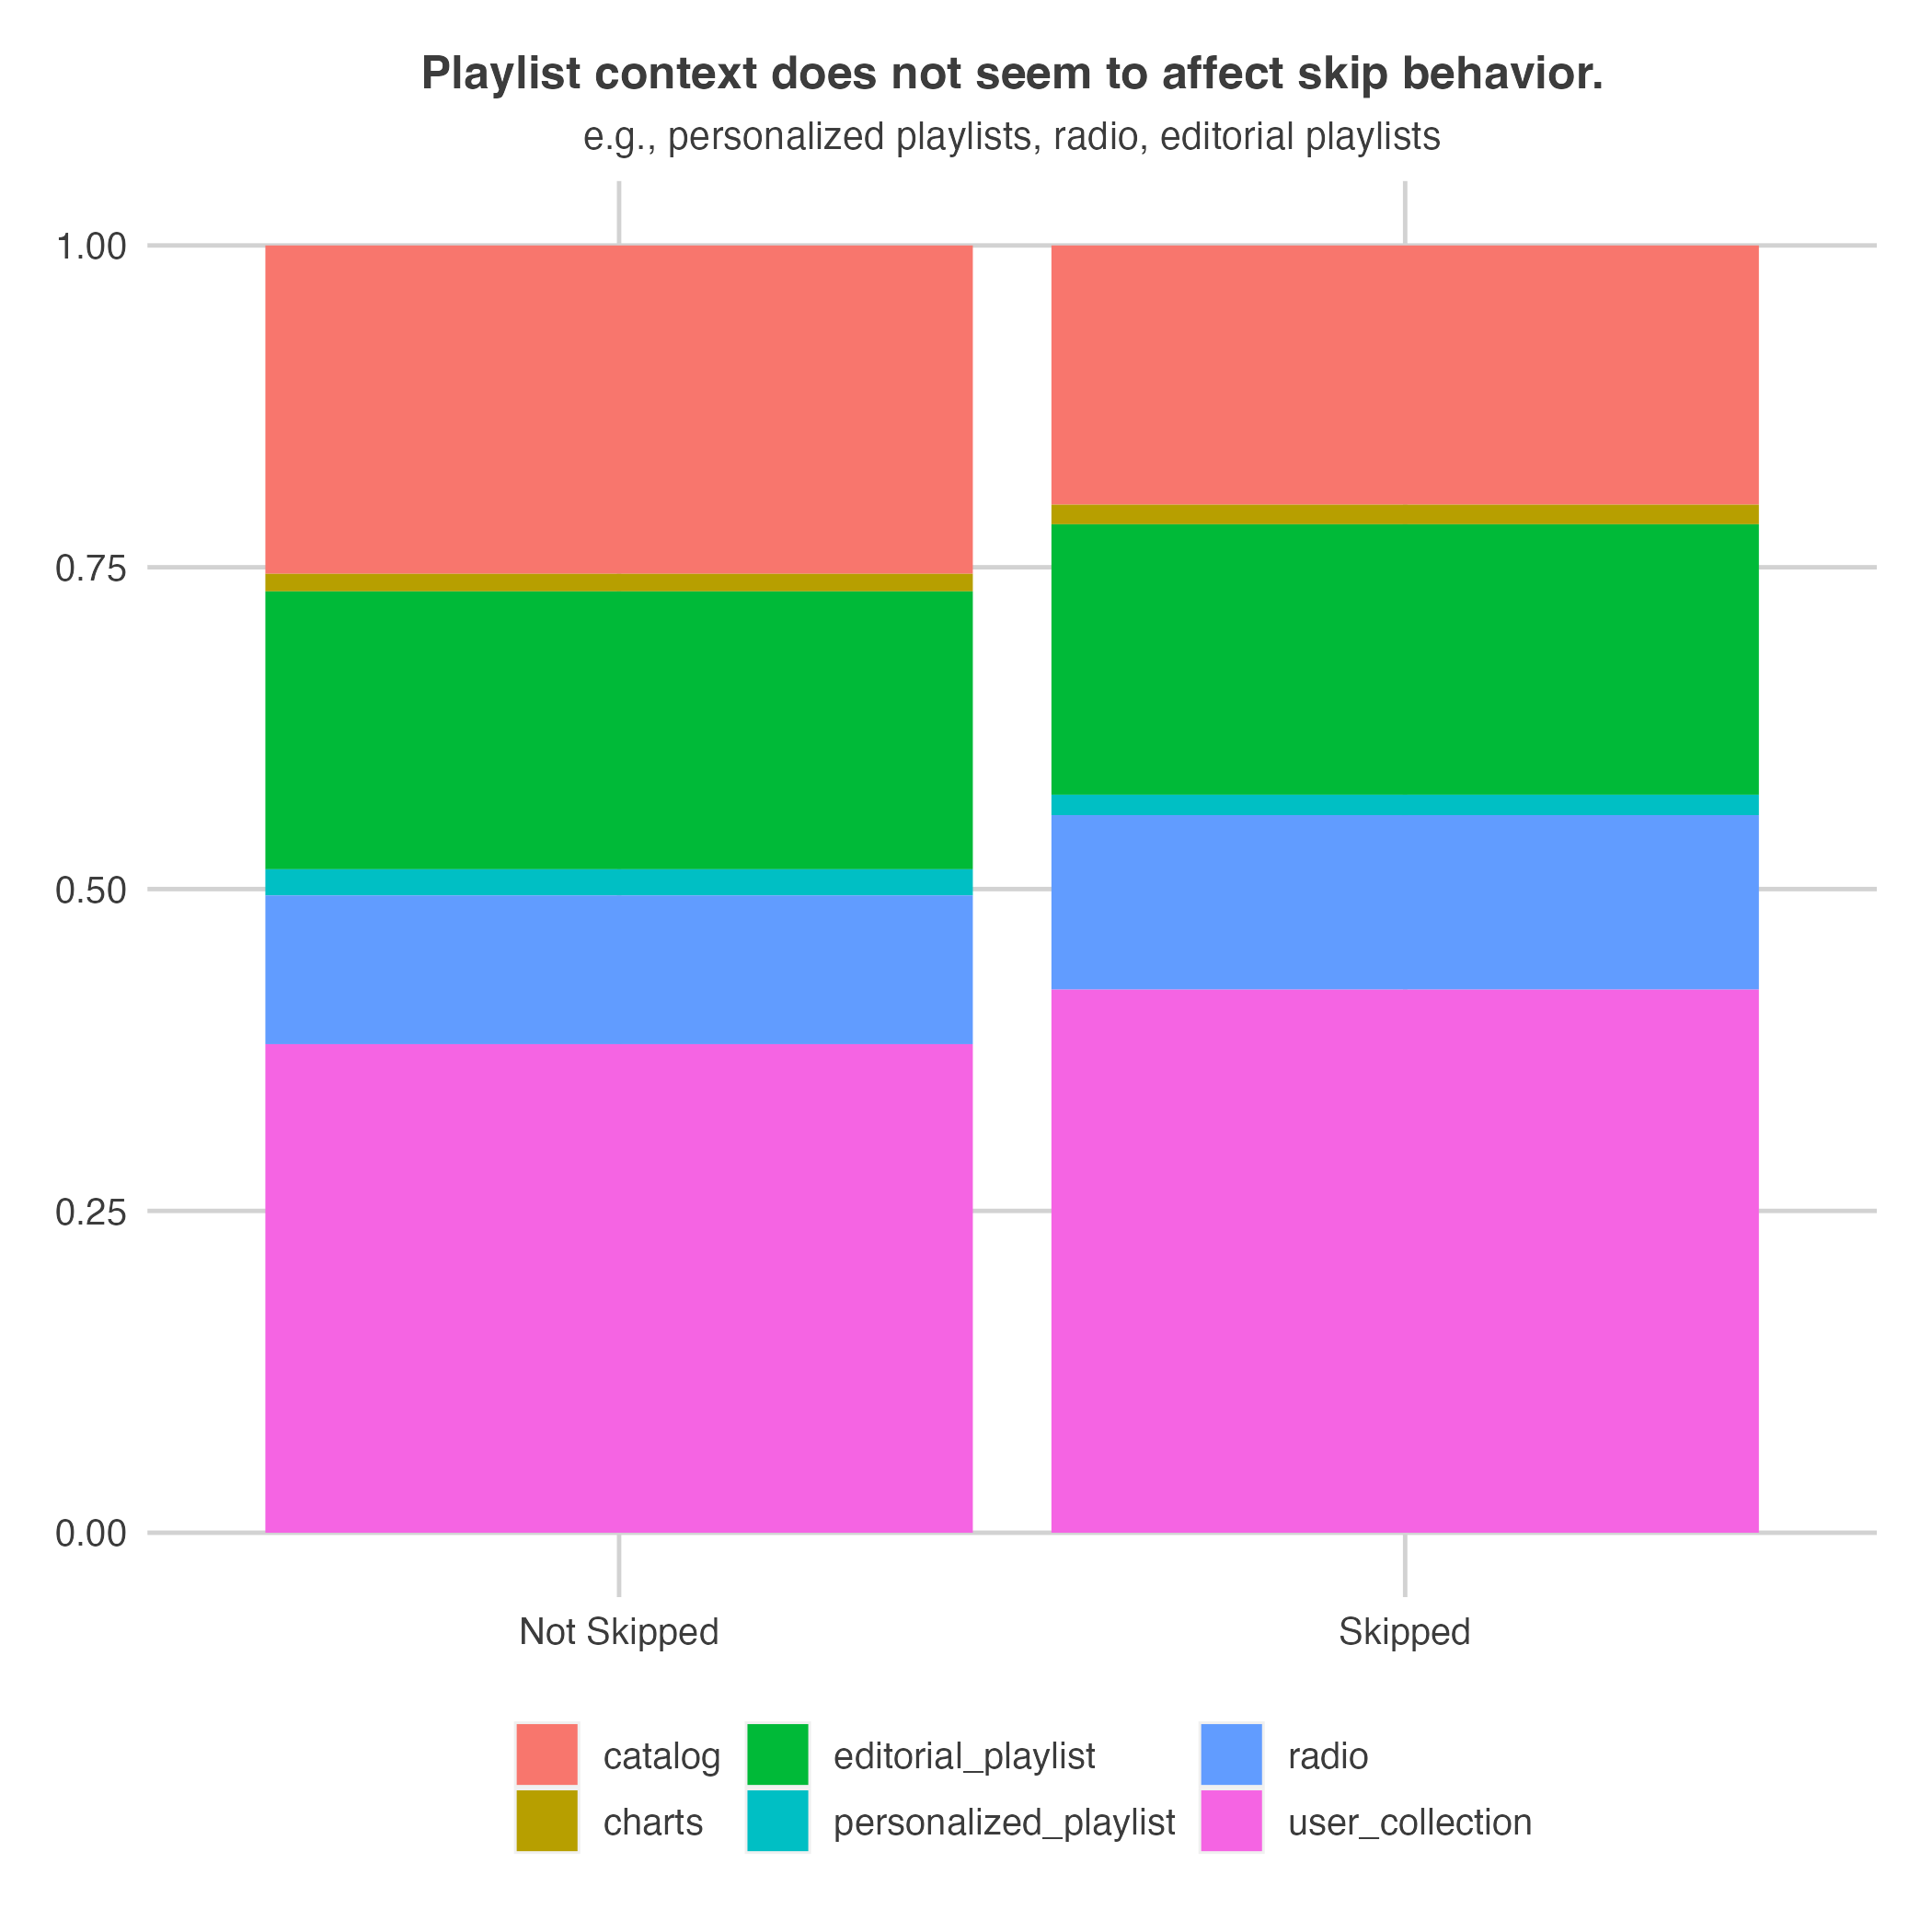 Playlist context does not seem to affect skip behavior.
e.g., personalized playlists, radio, editorial playlists
1.00
0.75
0.50
0.25
0.00
Not Skipped
Skipped
catalog
editorial_playlist
radio
charts
personalized_playlist
user_collection